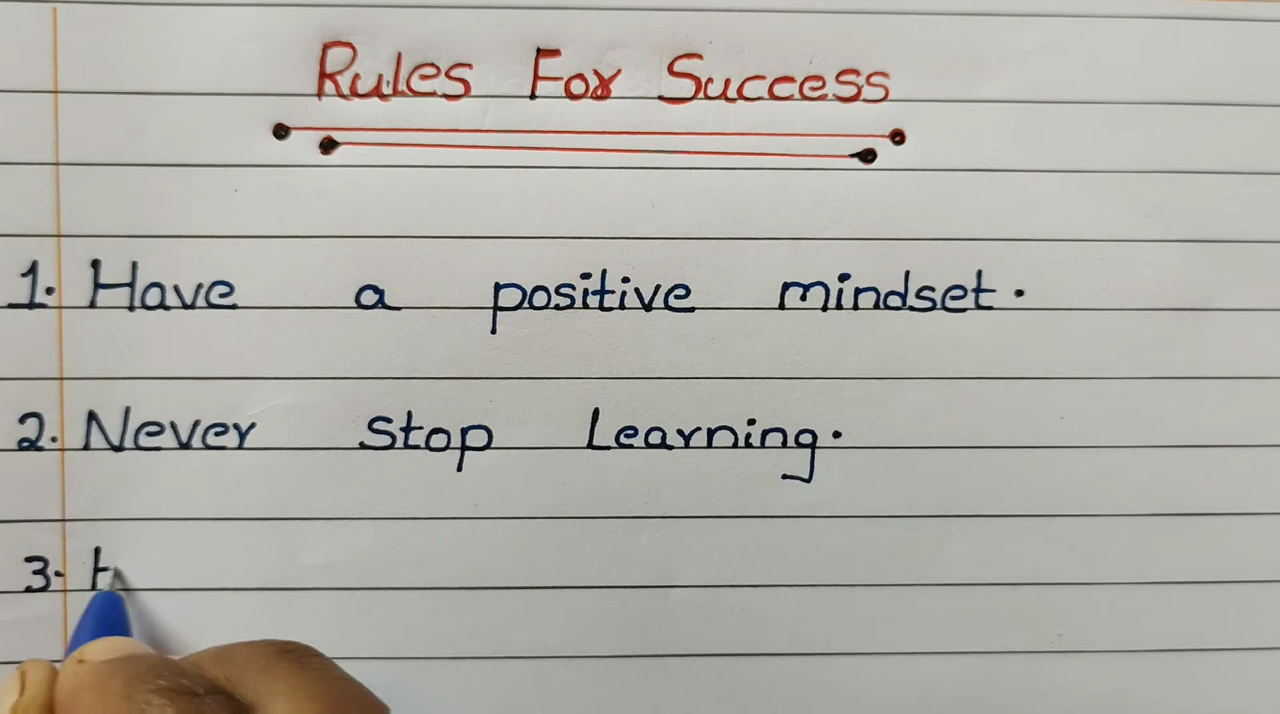 Rules For Success
1. Have a positive mindset.
2. Never stop Learning.
3.